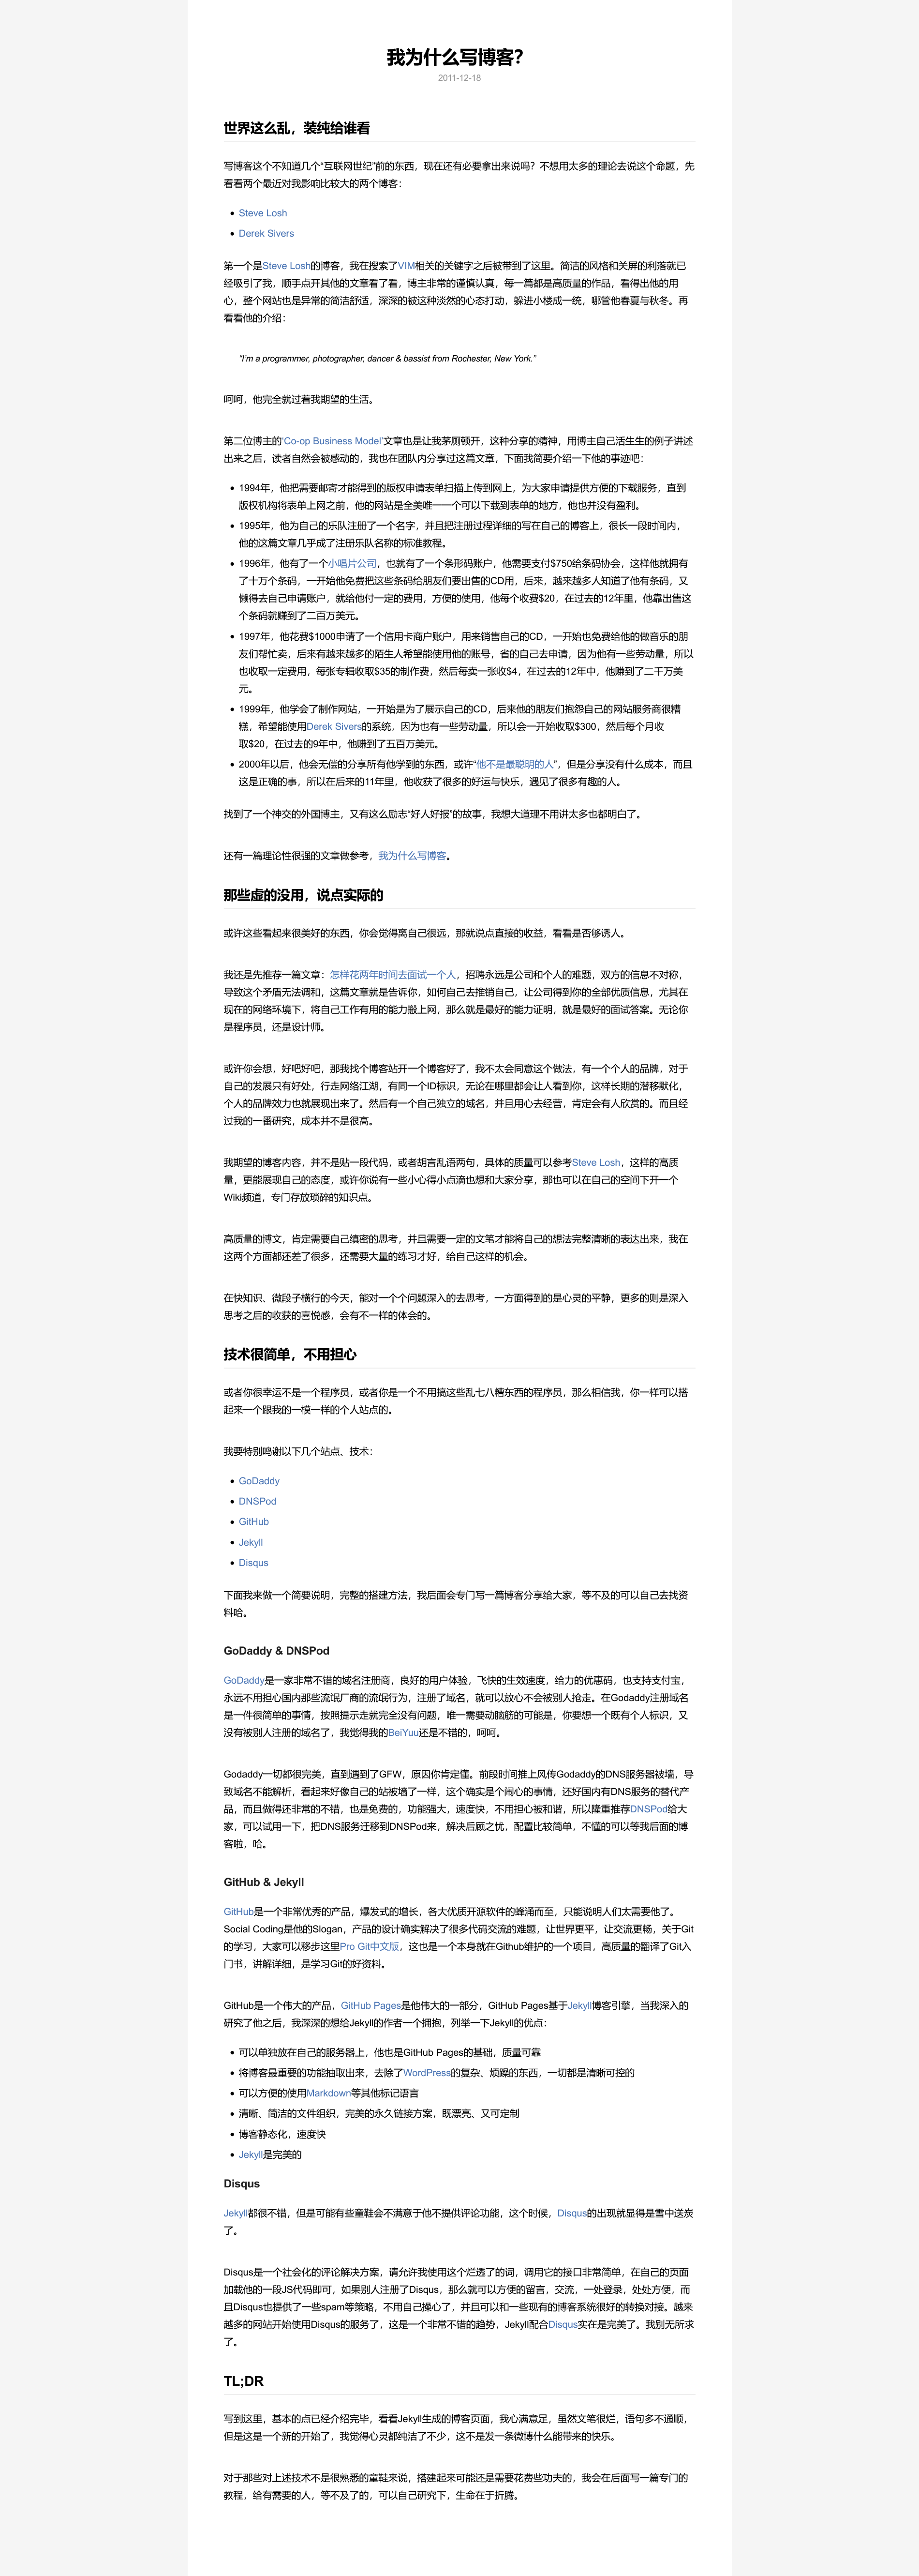 我为什么写博客？
2011-12-18
世界这么乱，装纯给谁看
写博客这个不知道几个“互联网世纪”前的东西，现在还有必要拿出来说吗？不想用太多的理论去说这个命题，先
看看两个最近对我影响比较大的两个博客：
Steve Losh
Derek Sivers
第一个是Steve Losh的博客，我在搜索了VIM相关的关键字之后被带到了这里。简洁的风格和关屏的利落就已
经吸引了我，顺手点开其他的文章看了看，博主非常的谨慎认真，每一篇都是高质量的作品，看得出他的用
心，整个网站也是异常的简洁舒适，深深的被这种淡然的心态打动，躲进小楼成一统，哪管他春夏与秋冬。再
看看他的介绍：
“I’m a programmer, photographer, dancer & bassist from Rochester, New York.”
呵呵，他完全就过着我期望的生活。
第二位博主的‘Co-op Business Model’文章也是让我茅厕顿开，这种分享的精神，用博主自己活生生的例子讲述
出来之后，读者自然会被感动的，我也在团队内分享过这篇文章，下面我简要介绍一下他的事迹吧：
1994年，他把需要邮寄才能得到的版权申请表单扫描上传到网上，为大家申请提供方便的下载服务，直到
版权机构将表单上网之前，他的网站是全美唯一一个可以下载到表单的地方，他也并没有盈利。
1995年，他为自己的乐队注册了一个名字，并且把注册过程详细的写在自己的博客上，很长一段时间内，
他的这篇文章几乎成了注册乐队名称的标准教程。
1996年，他有了一个小唱片公司，也就有了一个条形码账户，他需要支付$750给条码协会，这样他就拥有
了十万个条码，一开始他免费把这些条码给朋友们要出售的CD用，后来，越来越多人知道了他有条码，又
懒得去自己申请账户，就给他付一定的费用，方便的使用，他每个收费$20，在过去的12年里，他靠出售这
个条码就赚到了二百万美元。
1997年，他花费$1000申请了一个信用卡商户账户，用来销售自己的CD，一开始也免费给他的做音乐的朋
友们帮忙卖，后来有越来越多的陌生人希望能使用他的账号，省的自己去申请，因为他有一些劳动量，所以
也收取一定费用，每张专辑收取$35的制作费，然后每卖一张收$4，在过去的12年中，他赚到了二千万美
元。
1999年，他学会了制作网站，一开始是为了展示自己的CD，后来他的朋友们抱怨自己的网站服务商很糟
糕，希望能使用Derek Sivers的系统，因为也有一些劳动量，所以会一开始收取$300，然后每个月收
取$20，在过去的9年中，他赚到了五百万美元。
2000年以后，他会无偿的分享所有他学到的东西，或许“他不是最聪明的人”，但是分享没有什么成本，而且
这是正确的事，所以在后来的11年里，他收获了很多的好运与快乐，遇见了很多有趣的人。
找到了一个神交的外国博主，又有这么励志“好人好报”的故事，我想大道理不用讲太多也都明白了。
还有一篇理论性很强的文章做参考，我为什么写博客。
那些虚的没用，说点实际的
或许这些看起来很美好的东西，你会觉得离自己很远，那就说点直接的收益，看看是否够诱人。
我还是先推荐一篇文章：怎样花两年时间去面试一个人，招聘永远是公司和个人的难题，双方的信息不对称，
导致这个矛盾无法调和，这篇文章就是告诉你，如何自己去推销自己，让公司得到你的全部优质信息，尤其在
现在的网络环境下，将自己工作有用的能力搬上网，那么就是最好的能力证明，就是最好的面试答案。无论你
是程序员，还是设计师。
或许你会想，好吧好吧，那我找个博客站开一个博客好了，我不太会同意这个做法，有一个个人的品牌，对于
自己的发展只有好处，行走网络江湖，有同一个ID标识，无论在哪里都会让人看到你，这样长期的潜移默化，
个人的品牌效力也就展现出来了。然后有一个自己独立的域名，并且用心去经营，肯定会有人欣赏的。而且经
过我的一番研究，成本并不是很高。
我期望的博客内容，并不是贴一段代码，或者胡言乱语两句，具体的质量可以参考Steve Losh，这样的高质
量，更能展现自己的态度，或许你说有一些小心得小点滴也想和大家分享，那也可以在自己的空间下开一个
Wiki频道，专门存放琐碎的知识点。
高质量的博文，肯定需要自己缜密的思考，并且需要一定的文笔才能将自己的想法完整清晰的表达出来，我在
这两个方面都还差了很多，还需要大量的练习才好，给自己这样的机会。
在快知识、微段子横行的今天，能对一个个问题深入的去思考，一方面得到的是心灵的平静，更多的则是深入
思考之后的收获的喜悦感，会有不一样的体会的。
技术很简单，不用担心
或者你很幸运不是一个程序员，或者你是一个不用搞这些乱七八糟东西的程序员，那么相信我，你一样可以搭
起来一个跟我的一模一样的个人站点的。
我要特别鸣谢以下几个站点、技术：
GoDaddy
DNSPod
GitHub
Jekyll
Disqus
下面我来做一个简要说明，完整的搭建方法，我后面会专门写一篇博客分享给大家，等不及的可以自己去找资
料哈。
GoDaddy & DNSPod
GoDaddy是一家非常不错的域名注册商，良好的用户体验，飞快的生效速度，给力的优惠码，也支持支付宝，
永远不用担心国内那些流氓厂商的流氓行为，注册了域名，就可以放心不会被别人抢走。在Godaddy注册域名
是一件很简单的事情，按照提示走就完全没有问题，唯一需要动脑筋的可能是，你要想一个既有个人标识，又
没有被别人注册的域名了，我觉得我的BeiYuu还是不错的，呵呵。
Godaddy一切都很完美，直到遇到了GFW，原因你肯定懂。前段时间推上风传Godaddy的DNS服务器被墙，导
致域名不能解析，看起来好像自己的站被墙了一样，这个确实是个闹心的事情，还好国内有DNS服务的替代产
品，而且做得还非常的不错，也是免费的，功能强大，速度快，不用担心被和谐，所以隆重推荐DNSPod给大
家，可以试用一下，把DNS服务迁移到DNSPod来，解决后顾之忧，配置比较简单，不懂的可以等我后面的博
客啦，哈。
GitHub & Jekyll
GitHub是一个非常优秀的产品，爆发式的增长，各大优质开源软件的蜂涌而至，只能说明人们太需要他了。
Social Coding是他的Slogan，产品的设计确实解决了很多代码交流的难题，让世界更平，让交流更畅，关于Git
的学习，大家可以移步这里Pro Git中文版，这也是一个本身就在Github维护的一个项目，高质量的翻译了Git入
门书，讲解详细，是学习Git的好资料。
GitHub是一个伟大的产品，GitHub Pages是他伟大的一部分，GitHub Pages基于Jekyll博客引擎，当我深入的
研究了他之后，我深深的想给Jekyll的作者一个拥抱，列举一下Jekyll的优点：
可以单独放在自己的服务器上，他也是GitHub Pages的基础，质量可靠
将博客最重要的功能抽取出来，去除了WordPress的复杂、烦躁的东西，一切都是清晰可控的
可以方便的使用Markdown等其他标记语言
清晰、简洁的文件组织，完美的永久链接方案，既漂亮、又可定制
博客静态化，速度快
Jekyll是完美的
Disqus
Jekyll都很不错，但是可能有些童鞋会不满意于他不提供评论功能，这个时候，Disqus的出现就显得是雪中送炭
了。
Disqus是一个社会化的评论解决方案，请允许我使用这个烂透了的词，调用它的接口非常简单，在自己的页面
加载他的一段JS代码即可，如果别人注册了Disqus，那么就可以方便的留言，交流，一处登录，处处方便，而
且Disqus也提供了一些spam等策略，不用自己操心了，并且可以和一些现有的博客系统很好的转换对接。越来
越多的网站开始使用Disqus的服务了，这是一个非常不错的趋势，Jekyll配合Disqus实在是完美了。我别无所求
了。
TL;DR
写到这里，基本的点已经介绍完毕，看看Jekyll生成的博客页面，我心满意足，虽然文笔很烂，语句多不通顺，
但是这是一个新的开始了，我觉得心灵都纯洁了不少，这不是发一条微博什么能带来的快乐。
对于那些对上述技术不是很熟悉的童鞋来说，搭建起来可能还是需要花费些功夫的，我会在后面写一篇专门的
教程，给有需要的人，等不及了的，可以自己研究下，生命在于折腾。